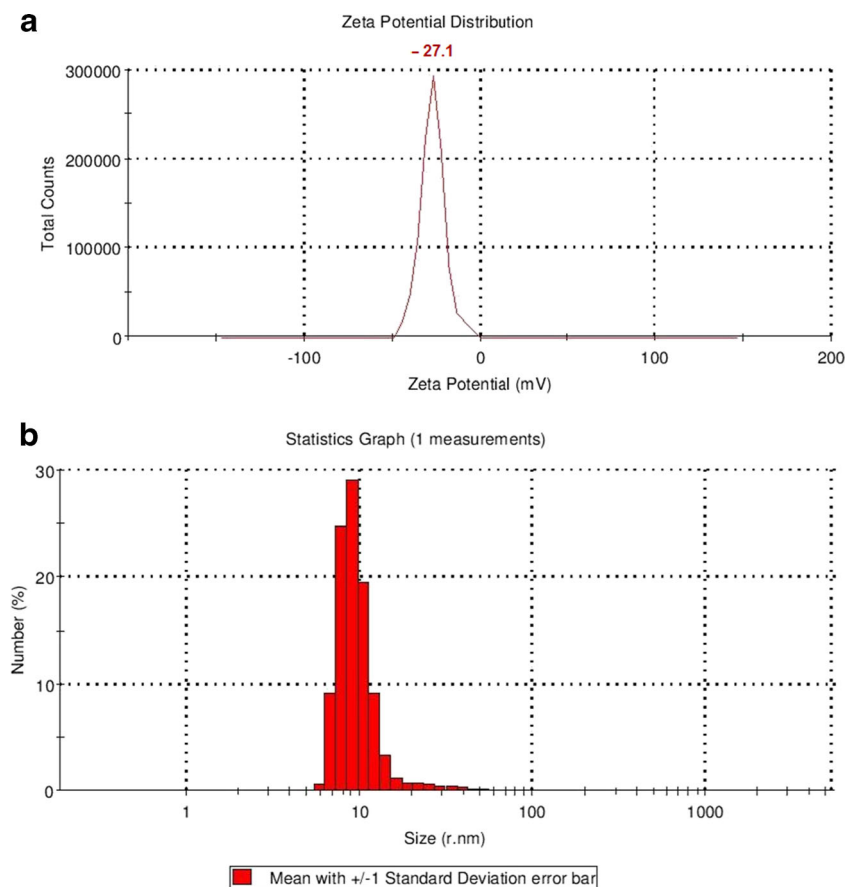 a
Zeta Potential Distribution
– 27.1
300000
200000
100000
0
Total Counts
-100 0 100 200
Zeta Potential (mV)
b
Statistics Graph (1 measurements)
30
20
10
0
Number (%)
1 10 100 1000
Size (r.nm)
Mean with +/-1 Standard Deviation error bar